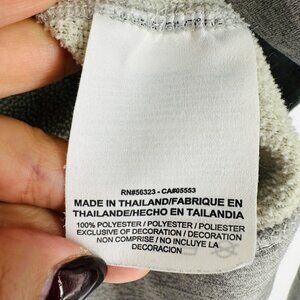 RN#56323 - CA#05553
MADE IN THAILAND/FABRIQUE EN
THAILANDE/HECHO EN TAILANDIA
100% POLYESTER / POLYESTER / POLIESTER
EXCLUSIVE OF DECORATION / DECORATION
NON COMPRISE / NO INCLUYE LA
DECORACION